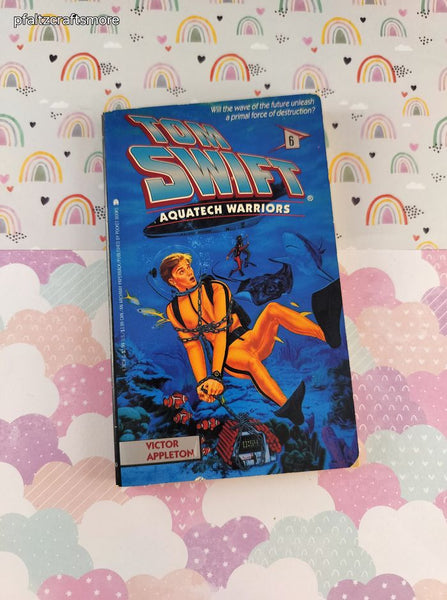 pfaltzcraftsmore
Will the wave of the future unleash
a primal force of destruction?
TOM
SWIFT®
6
AQUATECH WARRIORS
VICTOR
APPLETON